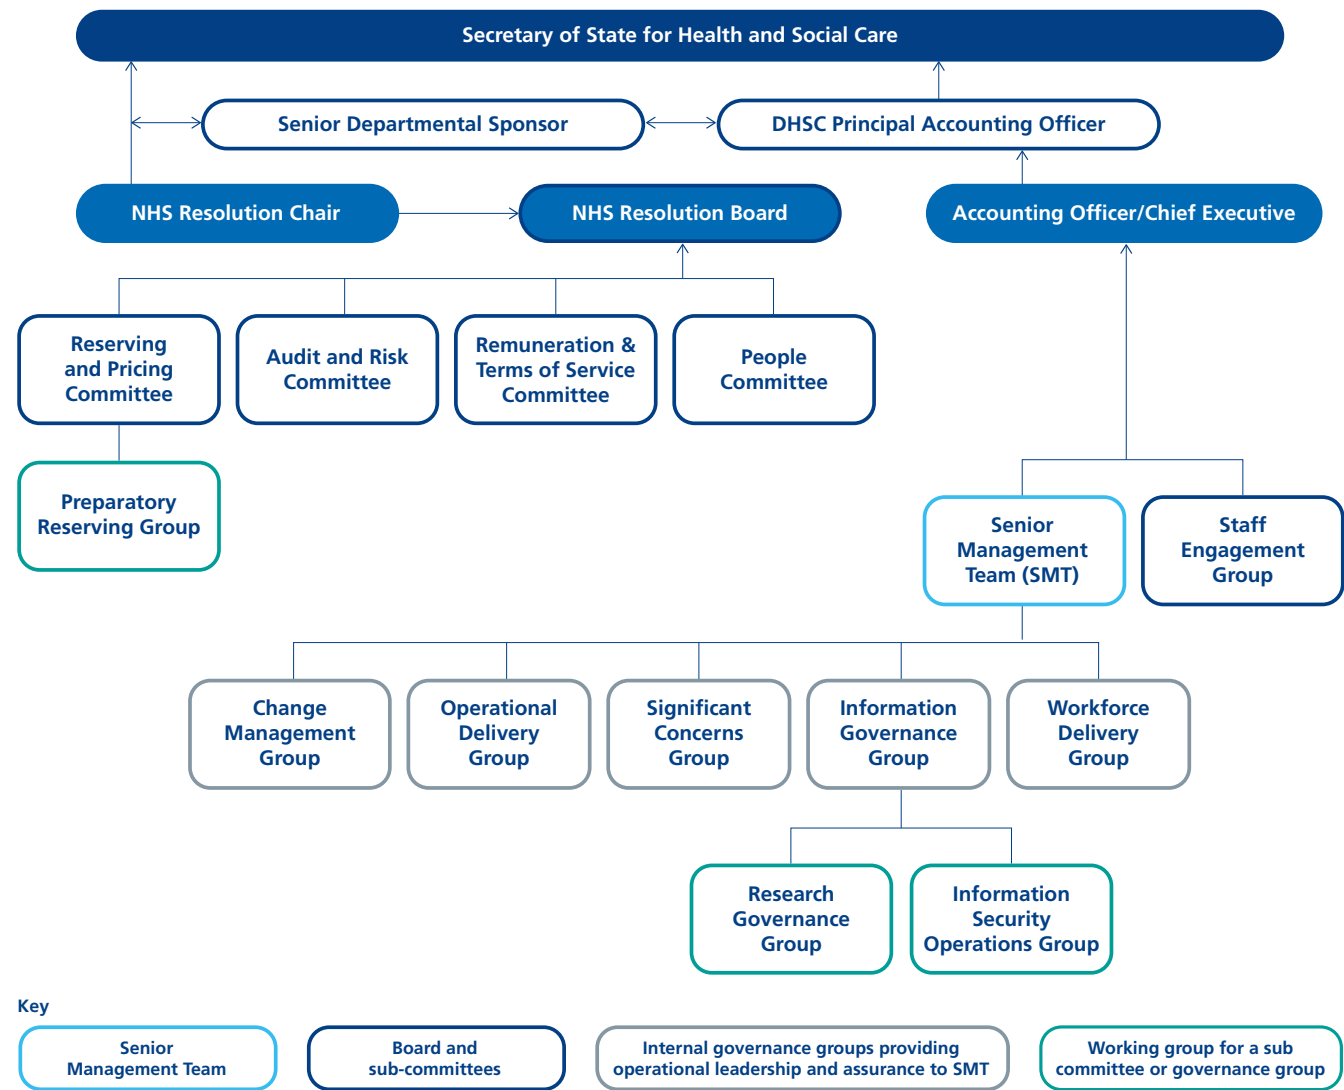 Secretary of State for Health and Social Care
Senior Departmental Sponsor
DHSC Principal Accounting Officer
NHS Resolution Chair
NHS Resolution Board
Accounting Officer/Chief Executive
Reserving
and Pricing
Committee
Audit and Risk
Committee
Remuneration &
Terms of Service
Committee
People
Committee
Preparatory
Reserving Group
Senior
Management
Team (SMT)
Staff
Engagement
Group
Change
Management
Group
Operational
Delivery
Group
Significant
Concerns
Group
Information
Governance
Group
Workforce
Delivery
Group
Research
Governance
Group
Information
Security
Operations Group
Key
Senior
Management Team
Board and
sub-committees
Internal governance groups providing
operational leadership and assurance to SMT
Working group for a sub
committee or governance group